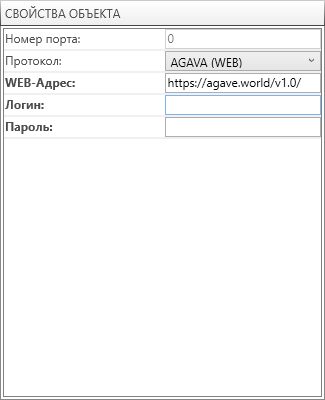 СВОЙСТВА ОБЪЕКТА
Номер порта: 0
Протокол: AGAVA (WEB)
WEB-Адрес: https://agave.world/v1.0/
Логин:
Пароль: